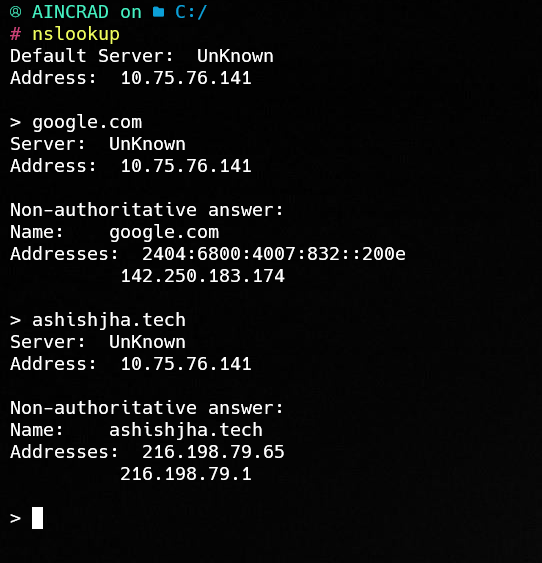 AINCRAD on C:/
# nslookup
Default Server:  UnKnown
Address:  10.75.76.141

> google.com
Server:  UnKnown
Address:  10.75.76.141

Non-authoritative answer:
Name:    google.com
Addresses:  2404:6800:4007:832::200e
          142.250.183.174

> ashishjha.tech
Server:  UnKnown
Address:  10.75.76.141

Non-authoritative answer:
Name:    ashishjha.tech
Addresses:  216.198.79.65
          216.198.79.1

>